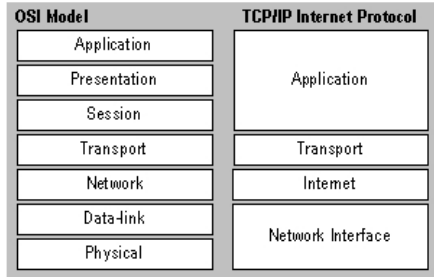 OSI Model
TCP/IP Internet Protocol
Application
Presentation
Session
Transport
Network
Data-link
Physical
Application
Transport
Internet
Network Interface